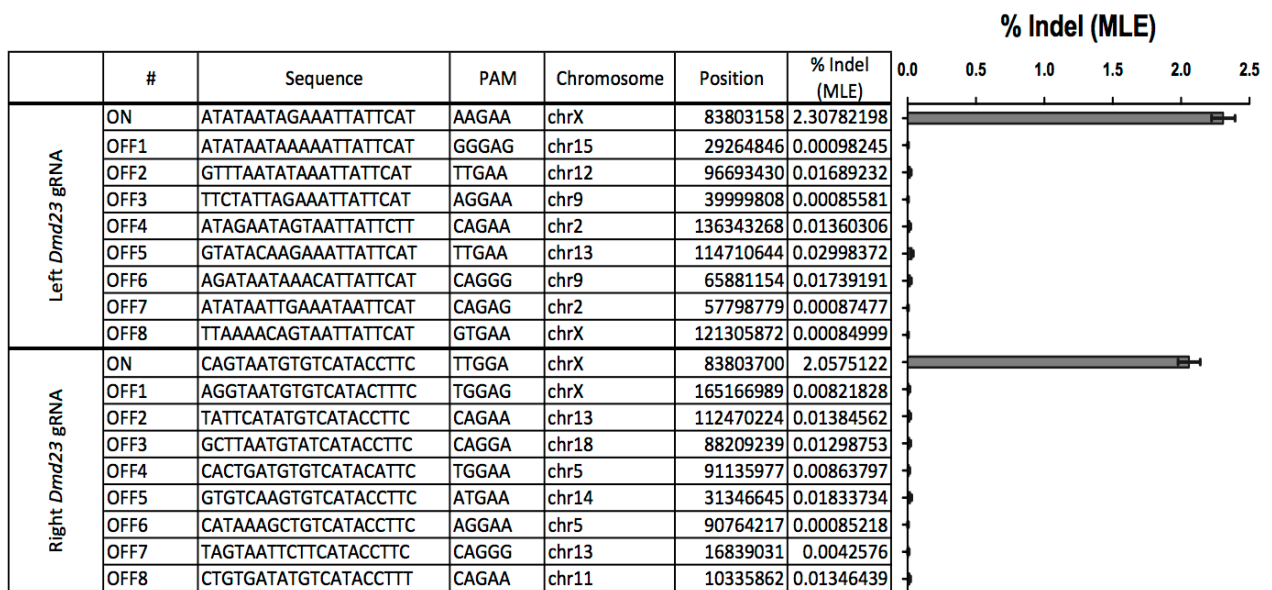 % Indel (MLE)
# Sequence PAM Chromosome Position % Indel (MLE)
0.0 0.5 1.0 1.5 2.0 2.5
Left Dmd23 gRNA
ON ATATAATAGAAATTATTCAT AAGAA chrX 83803158 2.30782198
OFF1 ATATAATAAAAATTATTCAT GGGAG chr15 29264846 0.00098245
OFF2 GTTTAATATAAATTATTCAT TTGAA chr12 96693430 0.01689232
OFF3 TTCTATTAGAAATTATTCAT AGGAA chr9 39999808 0.00085581
OFF4 ATAGAATAGTAATTATTCTT CAGAA chr2 136343268 0.01360306
OFF5 GTATACAAGAAATTATTCAT TTGAA chr13 114710644 0.02998372
OFF6 AGATAATAAACATTATTCAT CAGGG chr9 65881154 0.01739191
OFF7 ATATAATTGAAATAATTCAT CAGAG chr2 57798779 0.00087477
OFF8 TTAAAACAGTAATTATTCAT GTGAA chrX 121305872 0.00084999
Right Dmd23 gRNA
ON CAGTAATGTGTCATACCTTC TTGGA chrX 83803700 2.0575122
OFF1 AGGTAATGTGTCATACTTTC TGGAG chrX 165166989 0.00821828
OFF2 TATTCATATGTCATACCTTC CAGAA chr13 112470224 0.01384562
OFF3 GCTTAATGTATCATACCTTC CAGGA chr18 88209239 0.01298753
OFF4 CACTGATGTGTCATACATTC TGGAA chr5 91135977 0.00863797
OFF5 GTGTCAAGTGTCATACCTTC ATGAA chr14 31346645 0.01833734
OFF6 CATAAAGCTGTCATACCTTC AGGAA chr5 90764217 0.00085218
OFF7 TAGTAATTCTTCATACCTTC CAGGG chr13 16839031 0.0042576
OFF8 CTGTGATATGTCATACCTTT CAGAA chr11 10335862 0.01346439